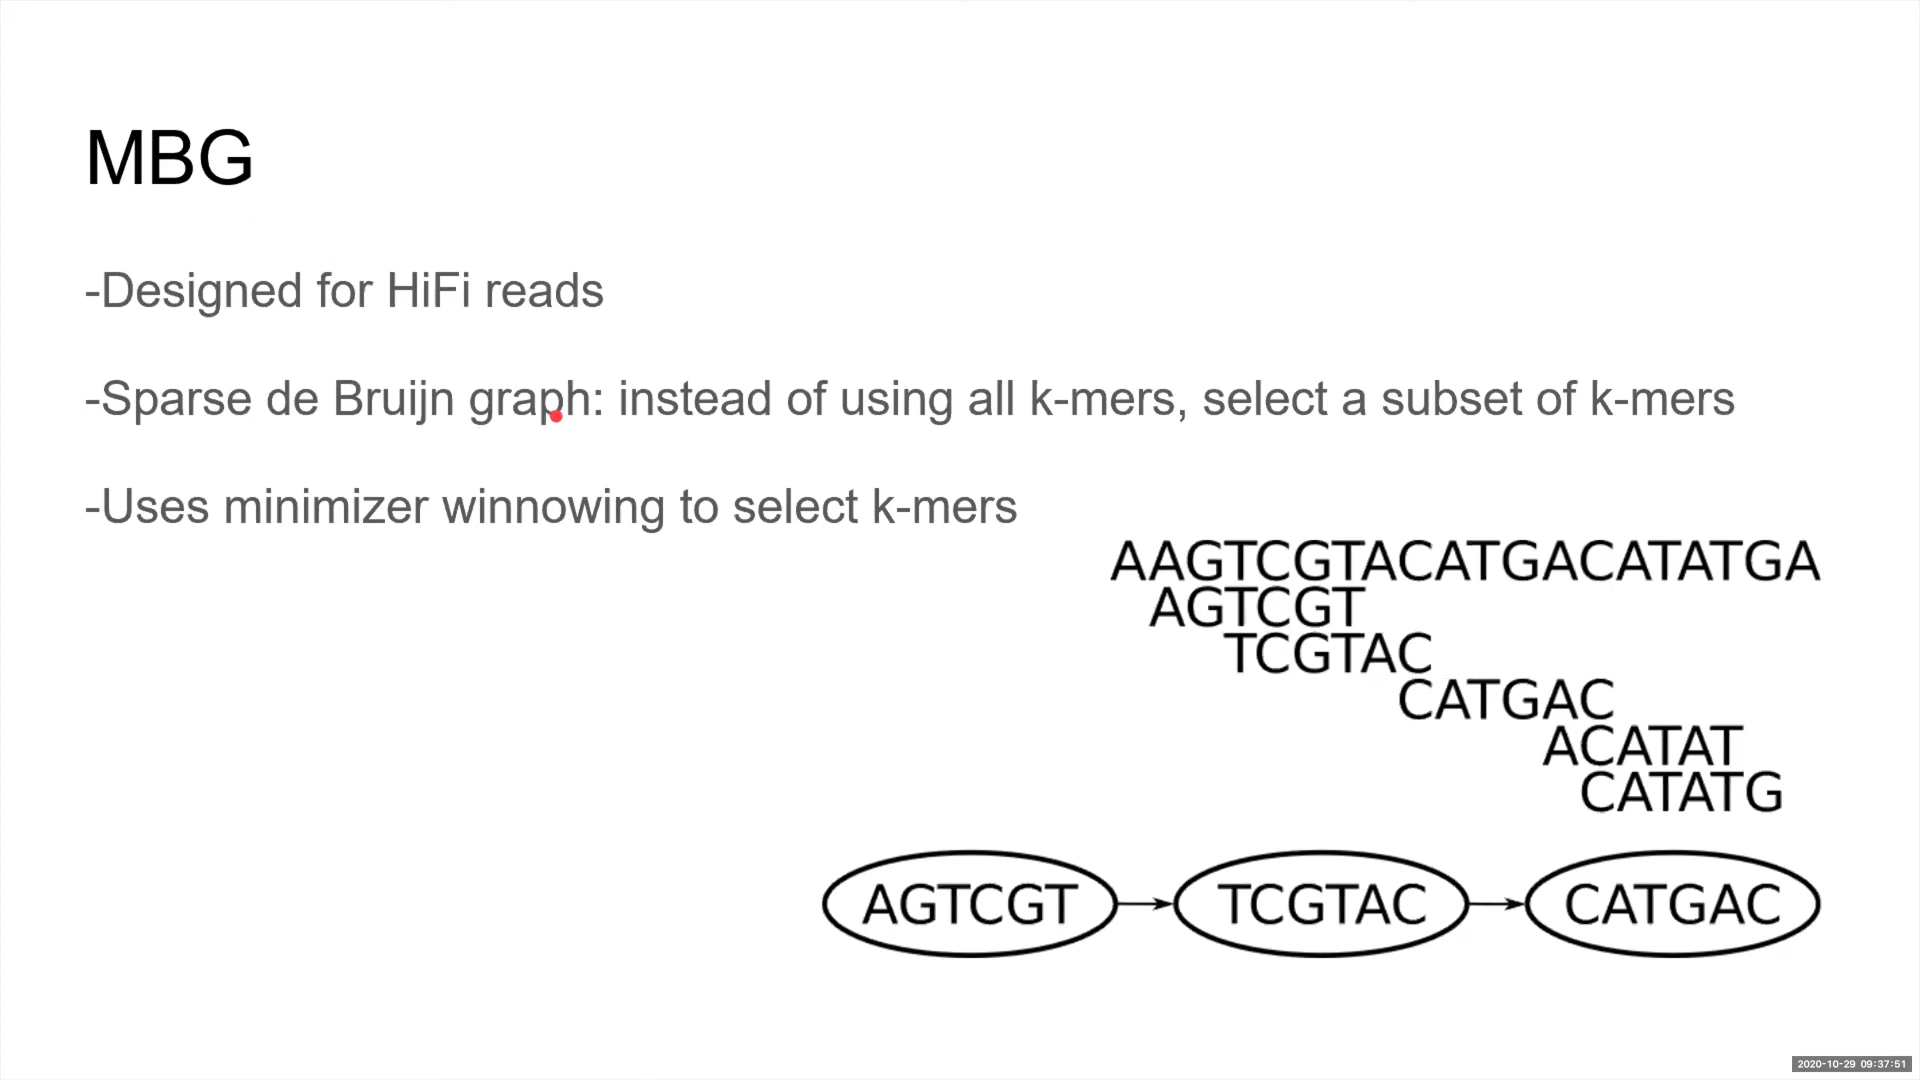 MBG
-Designed for HiFi reads
-Sparse de Bruijn graph: instead of using all k-mers, select a subset of k-mers
-Uses minimizer winnowing to select k-mers
AAGTCGTACATGACATATGA
AGTCGT
TCGTAC
CATGAC
ACATAT
CATATG
AGTCGT TCGTAC CATGAC
2020-10-29 09:37:51